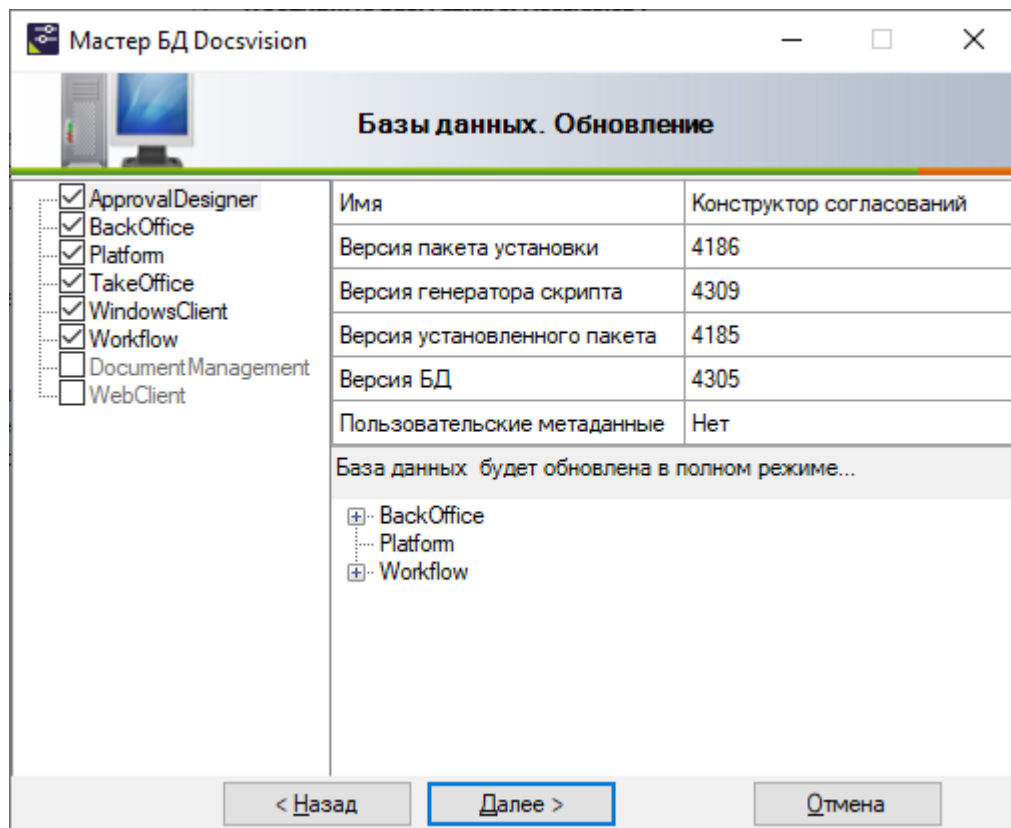 Мастер БД Docsvision
Базы данных. Обновление
ApprovalDesigner
BackOffice
Platform
TakeOffice
WindowsClient
Workflow
DocumentManagement
WebClient
Имя Конструктор согласований
Версия пакета установки 4186
Версия генератора скрипта 4309
Версия установленного пакета 4185
Версия БД 4305
Пользовательские метаданные Нет
База данных будет обновлена в полном режиме...
BackOffice
Platform
Workflow
< Назад Далее > Отмена